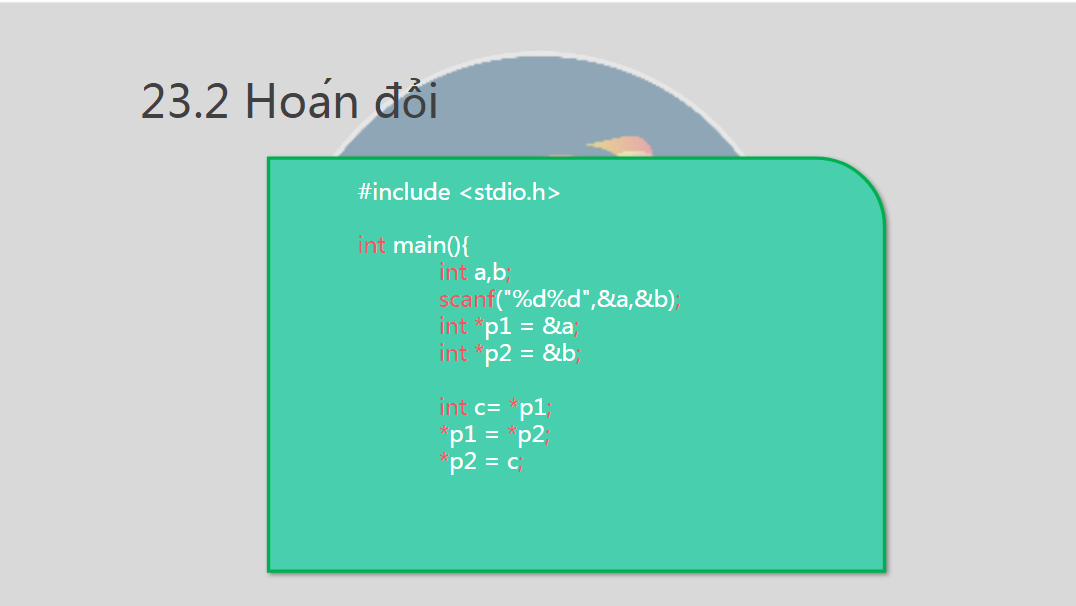 23.2 Hoán đổi
#include <stdio.h>
int main(){
int a,b;
scanf("%d%d",&a,&b);
int *p1 = &a;
int *p2 = &b;
int c= *p1;
*p1 = *p2;
*p2 = c;